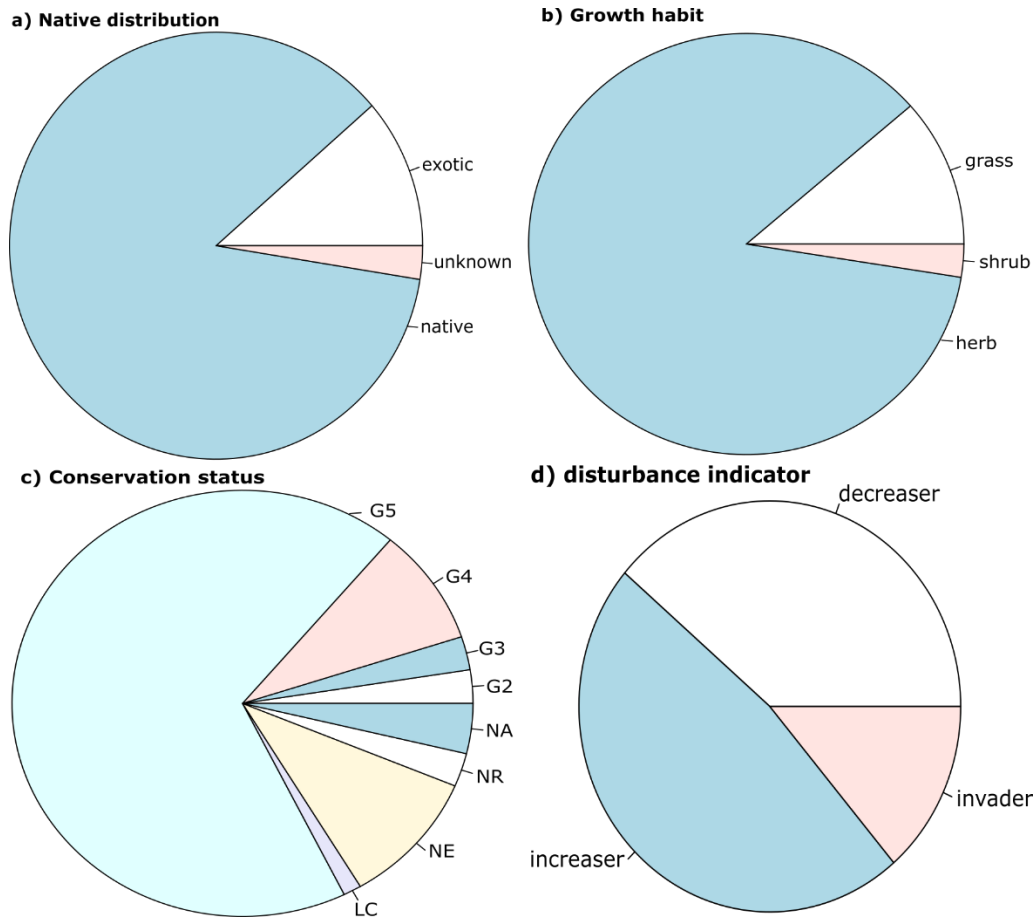 a) Native distribution
exotic
unknown
native
b) Growth habit
grass
shrub
herb
c) Conservation status
G5
G4
G3
G2
NA
NR
NE
LC
d) disturbance indicator
decreaser
invader
increaser